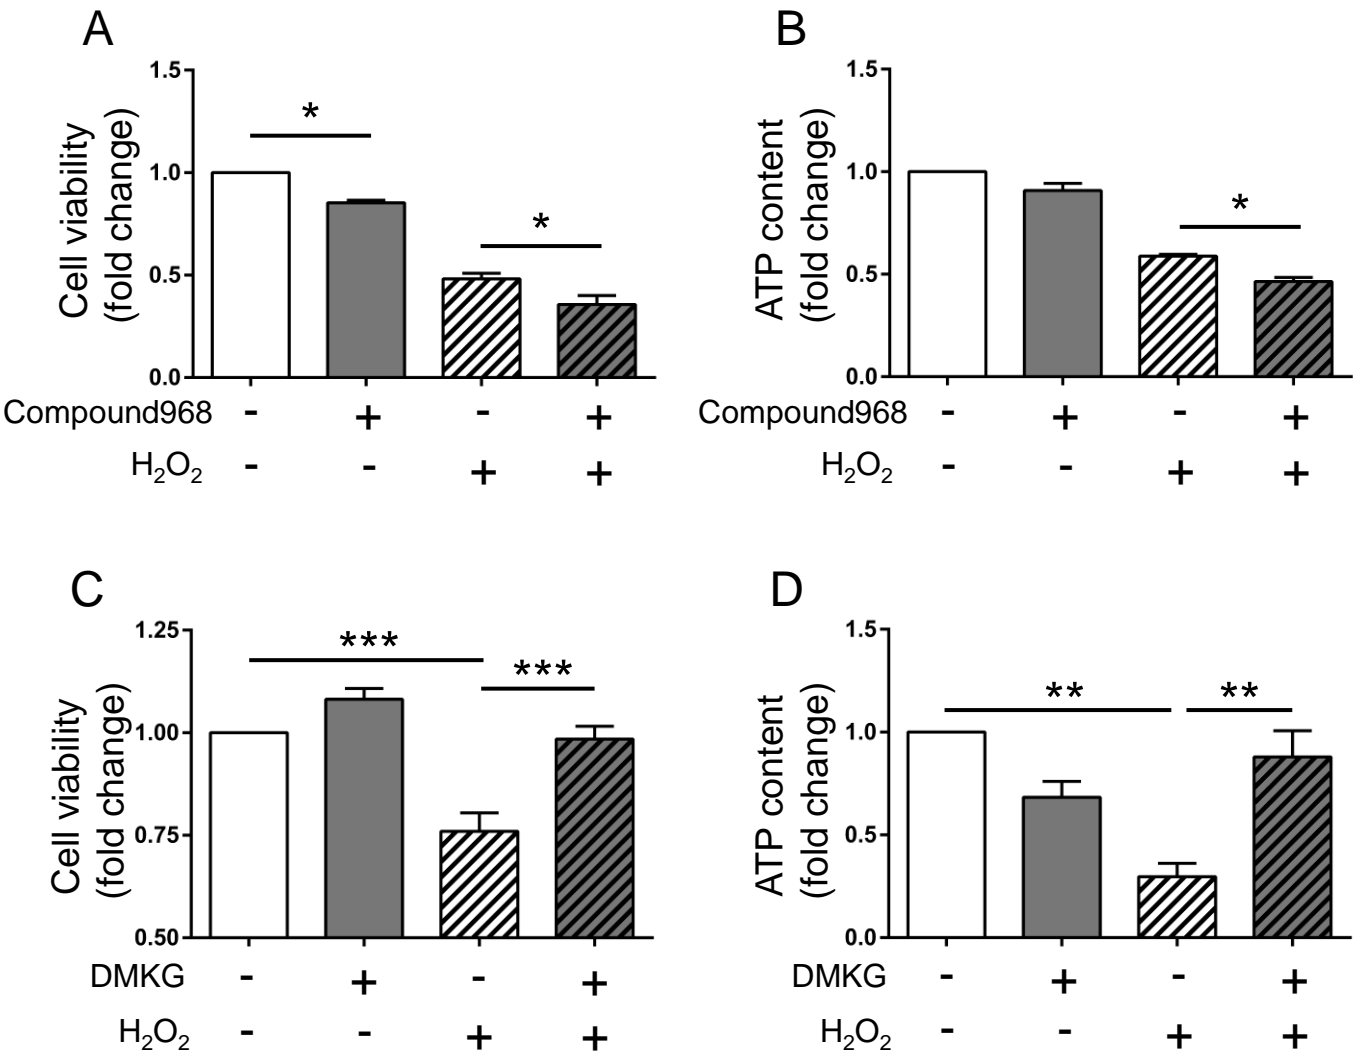 A
Cell viability
(fold change)
1.5
1.0
0.5
0.0
*
*
Compound968 - + - +
H₂O₂ - - + +
B
ATP content
(fold change)
1.5
1.0
0.5
0.0
*
Compound968 - + - +
H₂O₂ - - + +
C
Cell viability
(fold change)
1.25
1.00
0.75
0.50
***
***
DMKG - + - +
H₂O₂ - - + +
D
ATP content
(fold change)
1.5
1.0
0.5
0.0
**
**
DMKG - + - +
H₂O₂ - - + +